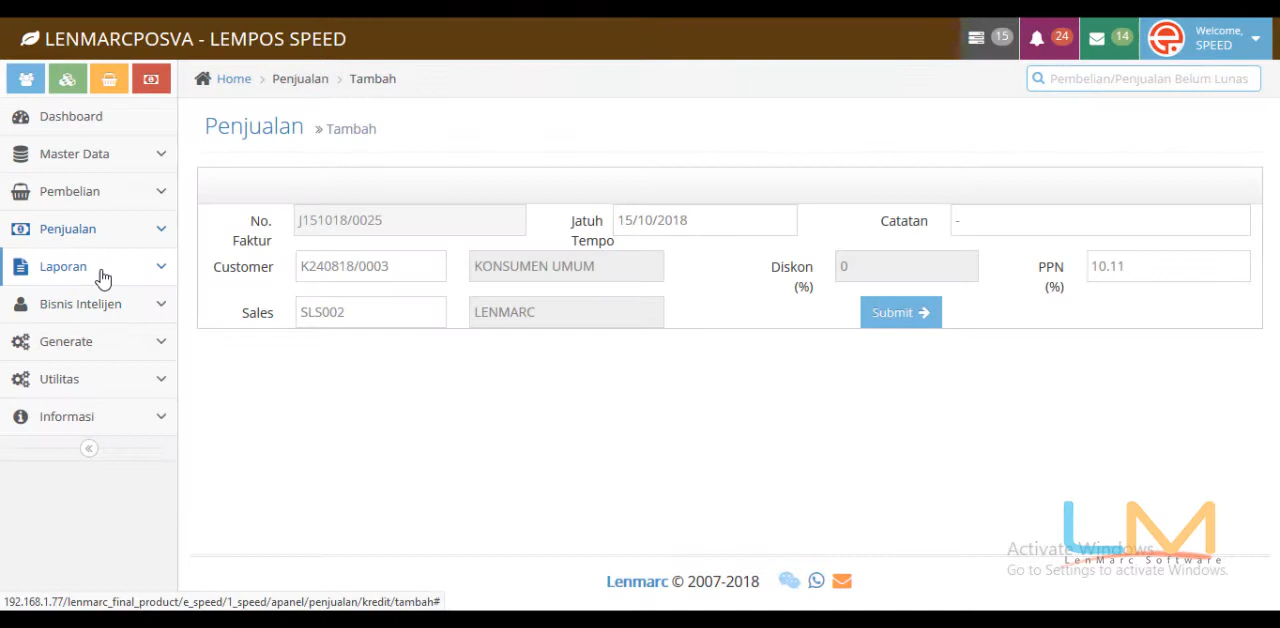 LENMARCPOSVA - LEMPOS SPEED
15
24
14
Welcome,
SPEED
Home > Penjualan > Tambah
Pembelian/Penjualan Belum Lunas
Dashboard
Master Data
Pembelian
Penjualan
Laporan
Bisnis Intelijen
Generate
Utilitas
Informasi
Penjualan » Tambah
No. Faktur
J151018/0025
Jatuh Tempo
15/10/2018
Catatan
-
Customer
K240818/0003
KONSUMEN UMUM
Diskon (%)
0
PPN (%)
10.11
Sales
SLS002
LENMARC
Submit
LM
LenMarc Software
Activate Windows
Go to Settings to activate Windows.
Lenmarc © 2007-2018
192.168.1.77/lenmarc_final_product/e_speed/1_speed/apanel/penjualan/kredit/tambah#